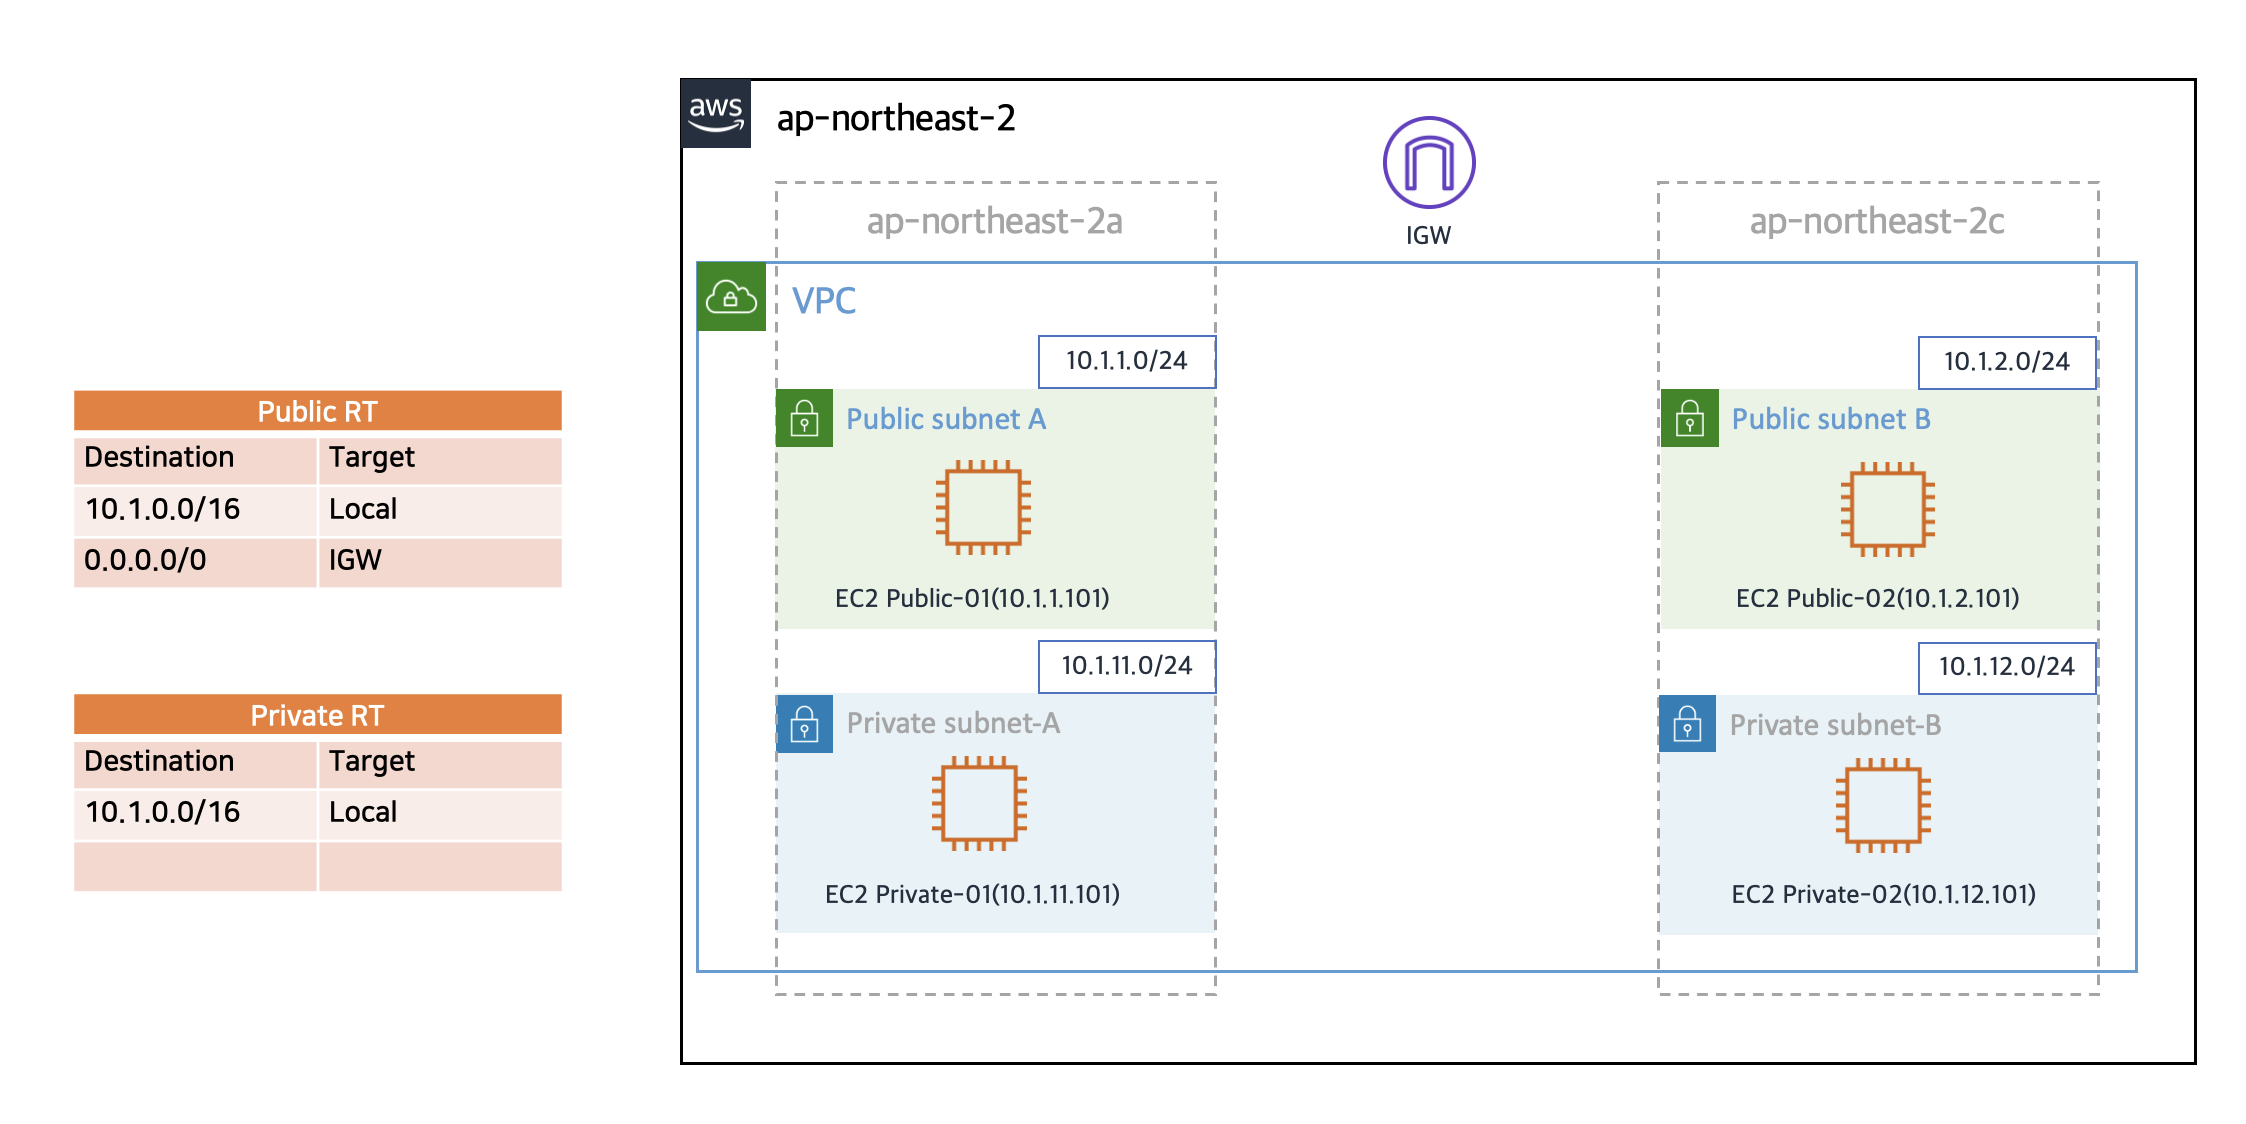 aws
ap-northeast-2
IGW
ap-northeast-2a
ap-northeast-2c
VPC
10.1.1.0/24
10.1.2.0/24
Public subnet A
Public subnet B
EC2 Public-01(10.1.1.101)
EC2 Public-02(10.1.2.101)
10.1.11.0/24
10.1.12.0/24
Private subnet-A
Private subnet-B
EC2 Private-01(10.1.11.101)
EC2 Private-02(10.1.12.101)
Public RT
Destination Target
10.1.0.0/16 Local
0.0.0.0/0 IGW
Private RT
Destination Target
10.1.0.0/16 Local